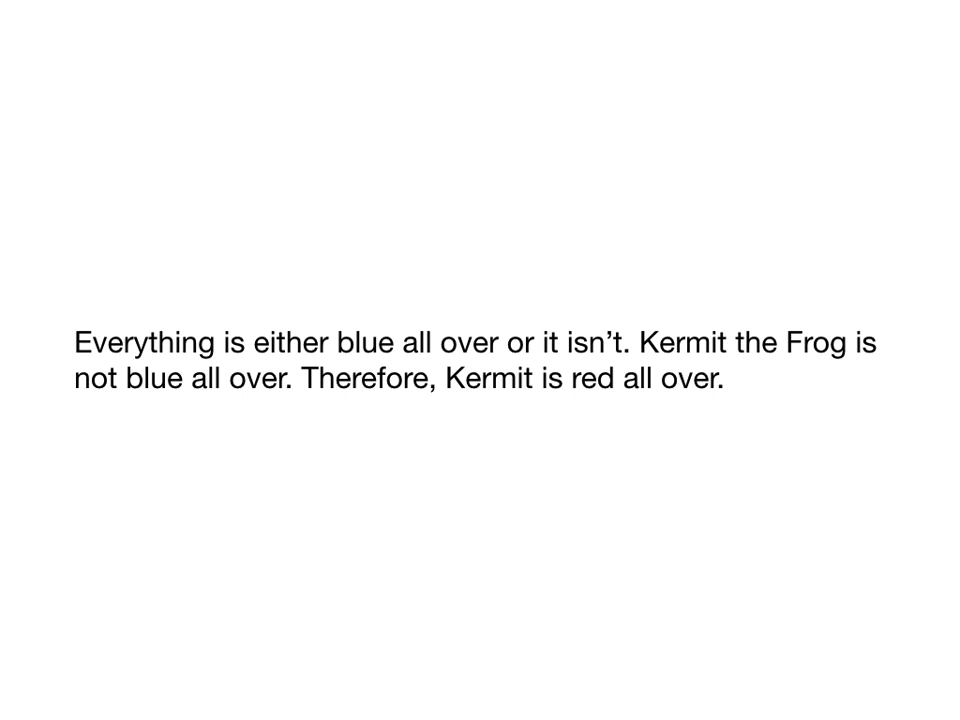 Everything is either blue all over or it isn’t. Kermit the Frog is
not blue all over. Therefore, Kermit is red all over.